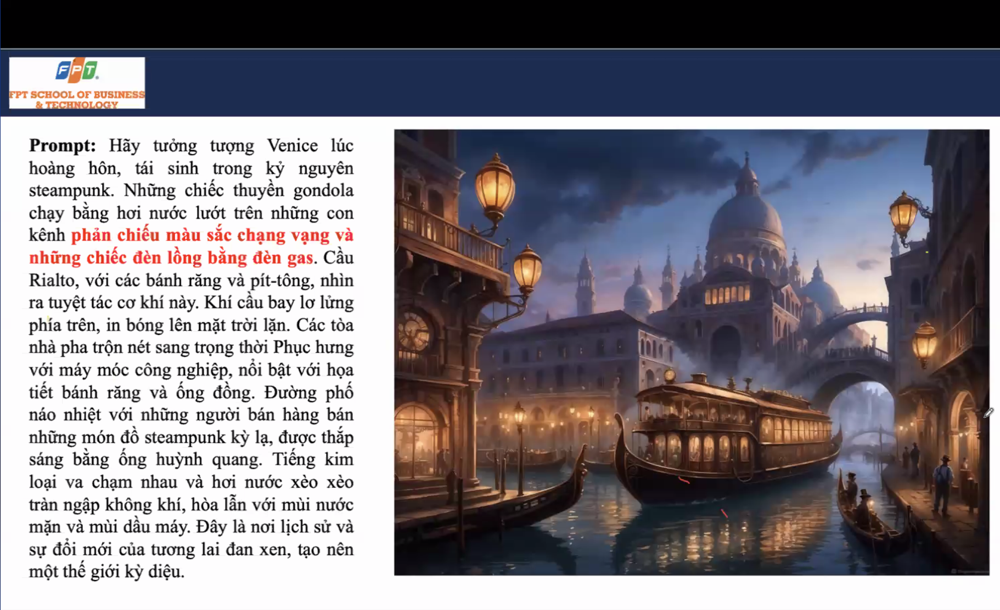 FPT
FPT SCHOOL OF BUSINESS
& TECHNOLOGY
Prompt: Hãy tưởng tượng Venice lúc
hoàng hôn, tái sinh trong kỷ nguyên
steampunk. Những chiếc thuyền gondola
chạy bằng hơi nước lướt trên những con
kênh phản chiếu màu sắc chạng vạng và
những chiếc đèn lồng bằng đèn gas. Cầu
Rialto, với các bánh răng và pít-tông, nhìn
ra tuyệt tác cơ khí này. Khí cầu bay lơ lửng
phía trên, in bóng lên mặt trời lặn. Các tòa
nhà pha trộn nét sang trọng thời Phục hưng
với máy móc công nghiệp, nổi bật với họa
tiết bánh răng và ống đồng. Đường phố
náo nhiệt với những người bán hàng bán
những món đồ steampunk kỳ lạ, được thắp
sáng bằng ống huỳnh quang. Tiếng kim
loại va chạm nhau và hơi nước xèo xèo
tràn ngập không khí, hòa lẫn với mùi nước
mặn và mùi dầu máy. Đây là nơi lịch sử và
sự đổi mới của tương lai đan xen, tạo nên
một thế giới kỳ diệu.